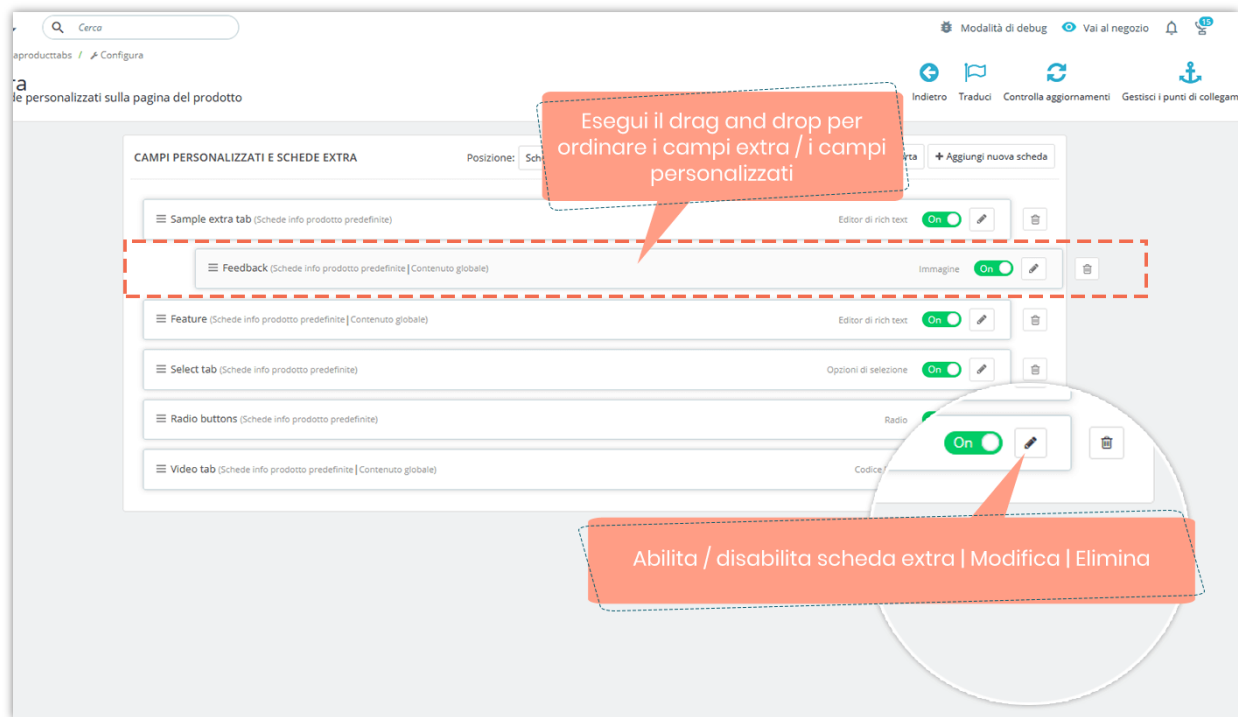 Cerca
Modalità di debug
Vai al negozio
15
aproducttabs / Configura
ra
de personalizzati sulla pagina del prodotto
Indietro
Traduci
Controlla aggiornamenti
Gestisci i punti di collegam
Esegui il drag and drop per
ordinare i campi extra / i campi
personalizzati
CAMPI PERSONALIZZATI E SCHEDE EXTRA
Posizione:
Sch
rta
+ Aggiungi nuova scheda
Sample extra tab (Schede info prodotto predefinite)
Editor di rich text
On
Feedback (Schede info prodotto predefinite|Contenuto globale)
Immagine
On
Feature (Schede info prodotto predefinite|Contenuto globale)
Editor di rich text
On
Select tab (Schede info prodotto predefinite)
Opzioni di selezione
On
Radio buttons (Schede info prodotto predefinite)
Radio
On
Video tab (Schede info prodotto predefinite|Contenuto globale)
Codice
Abilita / disabilita scheda extra | Modifica | Elimina